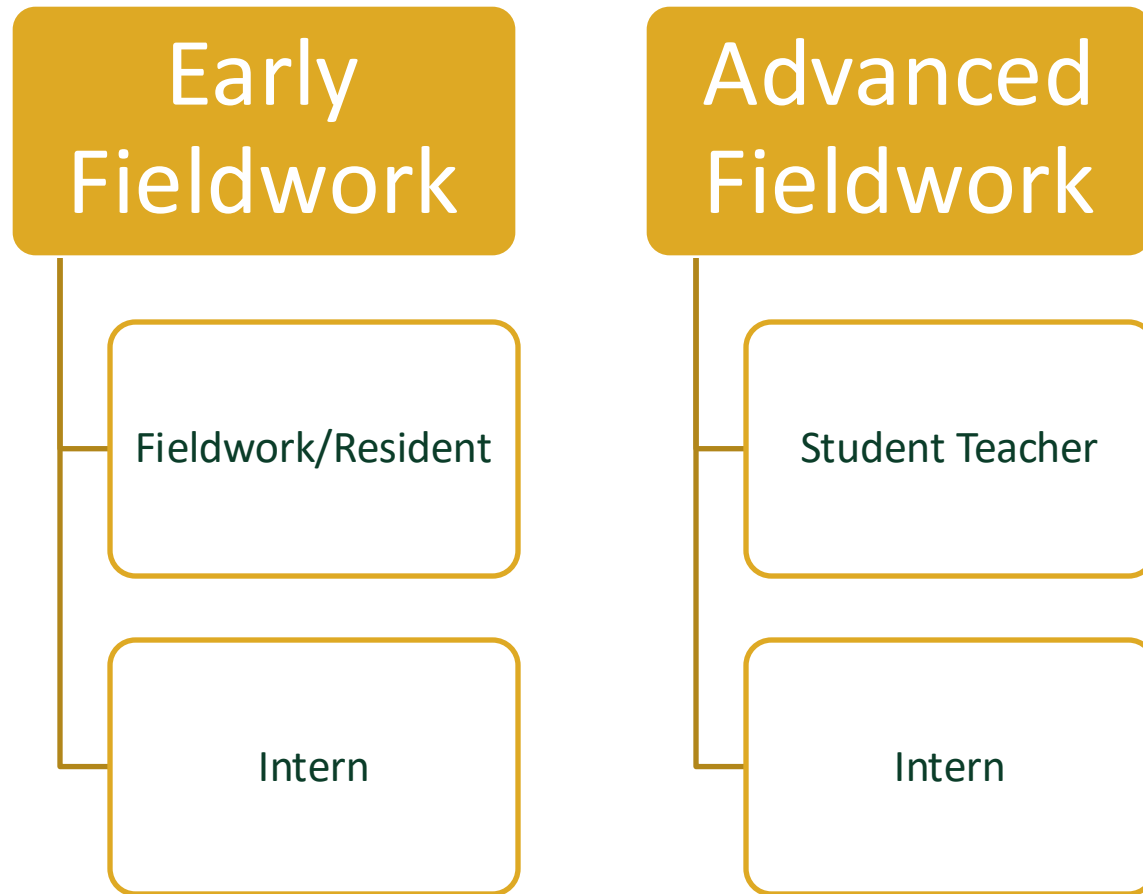 Early
Fieldwork
Fieldwork/Resident
Intern
Advanced
Fieldwork
Student Teacher
Intern